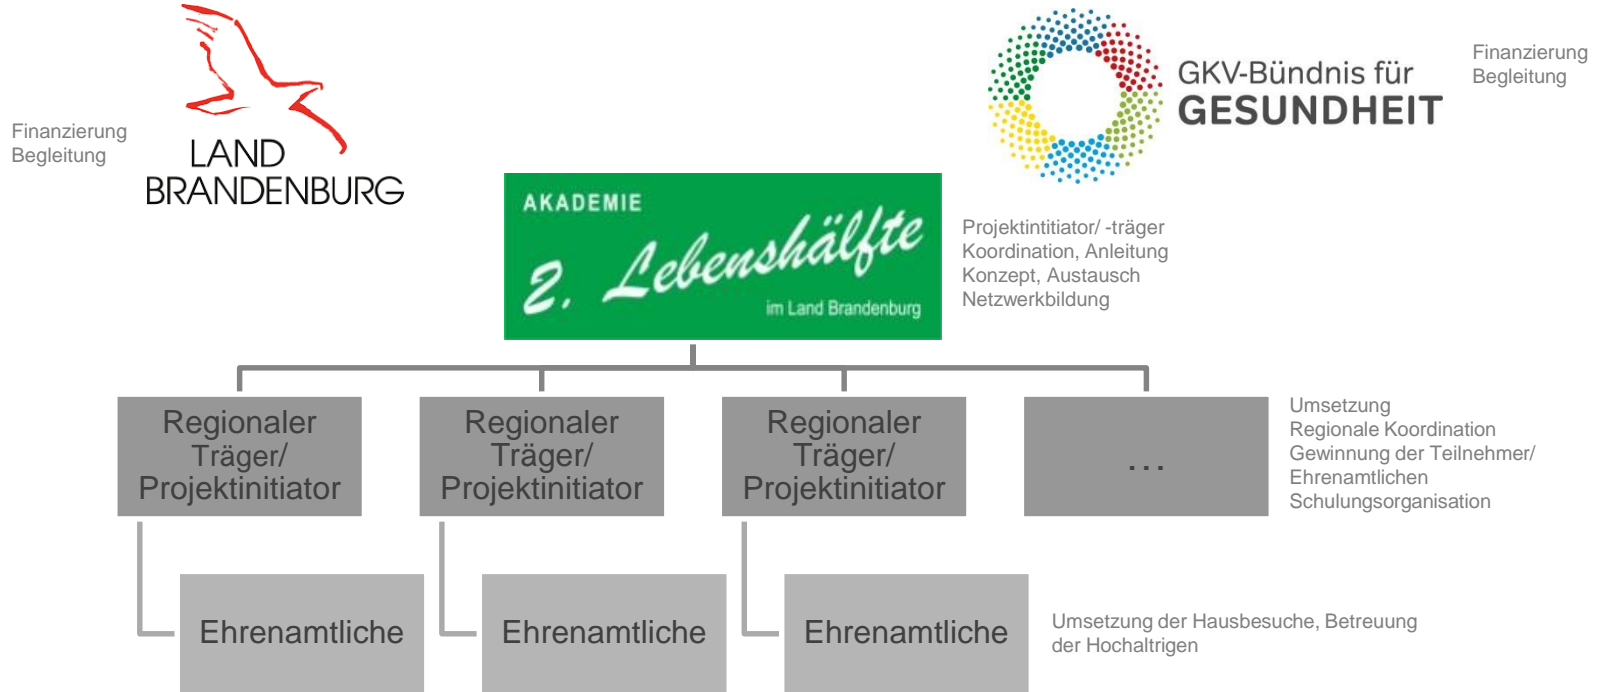 Finanzierung
Begleitung
LAND
BRANDENBURG
GKV-Bündnis für
GESUNDHEIT
Finanzierung
Begleitung
AKADEMIE
2. Lebenshälfte
im Land Brandenburg
Projektintitiator/ -träger
Koordination, Anleitung
Konzept, Austausch
Netzwerkbildung
Regionaler
Träger/
Projektinitiator
Regionaler
Träger/
Projektinitiator
Regionaler
Träger/
Projektinitiator
...
Umsetzung
Regionale Koordination
Gewinnung der Teilnehmer/
Ehrenamtlichen
Schulungsorganisation
Ehrenamtliche
Ehrenamtliche
Ehrenamtliche
Umsetzung der Hausbesuche, Betreuung
der Hochaltrigen